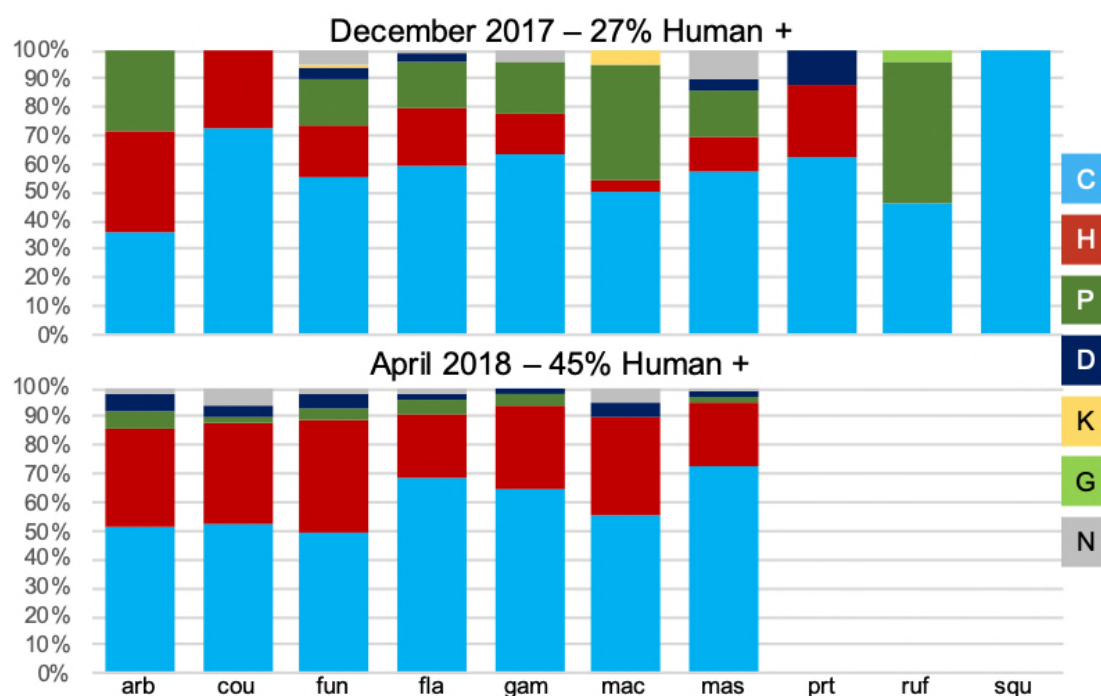 December 2017 – 27% Human +
100%
90%
80%
70%
60%
50%
40%
30%
20%
10%
0%
April 2018 – 45% Human +
100%
90%
80%
70%
60%
50%
40%
30%
20%
10%
0%
arb cou fun fla gam mac mas prt ruf squ
C
H
P
D
K
G
N